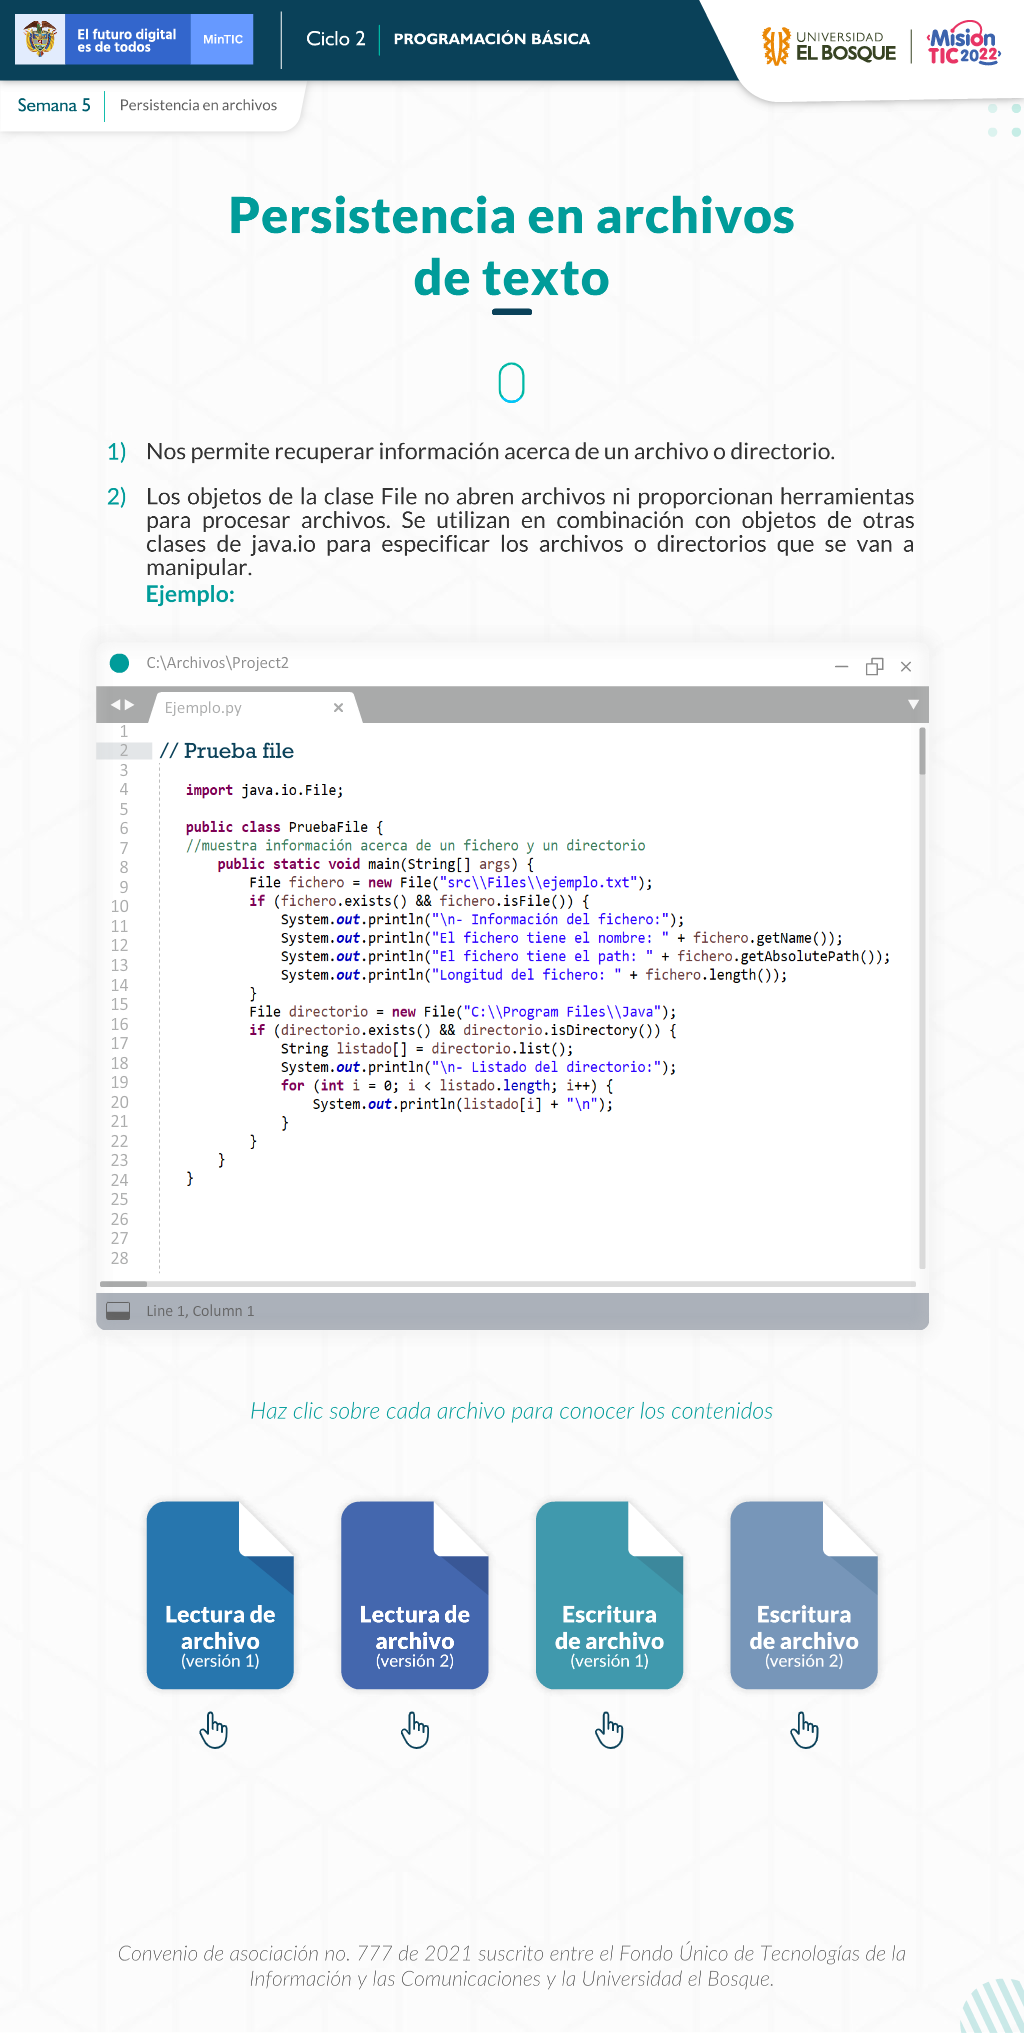 El futuro digital
es de todos
MinTIC
Ciclo 2
PROGRAMACIÓN BÁSICA
UNIVERSIDAD
EL BOSQUE
Misión
TIC 2022
Semana 5
Persistencia en archivos
Persistencia en archivos
de texto
1) Nos permite recuperar información acerca de un archivo o directorio.
2) Los objetos de la clase File no abren archivos ni proporcionan herramientas
para procesar archivos. Se utilizan en combinación con objetos de otras
clases de java.io para especificar los archivos o directorios que se van a
manipular.
Ejemplo:
C:\Archivos\Project2
Ejemplo.py
1
2
3
4
5
6
7
8
9
10
11
12
13
14
15
16
17
18
19
20
21
22
23
24
25
26
27
28
// Prueba file
import java.io.File;
public class PruebaFile {
//muestra información acerca de un fichero y un directorio
public static void main(String[] args) {
File fichero = new File("src\\Files\\ejemplo.txt");
if (fichero.exists() && fichero.isFile()) {
System.out.println("\n- Información del fichero:");
System.out.println("El fichero tiene el nombre: " + fichero.getName());
System.out.println("El fichero tiene el path: " + fichero.getAbsolutePath());
System.out.println("Longitud del fichero: " + fichero.length());
}
File directorio = new File("C:\\Program Files\\Java");
if (directorio.exists() && directorio.isDirectory()) {
String listado[] = directorio.list();
System.out.println("\n- Listado del directorio:");
for (int i = 0; i < listado.length; i++) {
System.out.println(listado[i] + "\n");
}
}
}
}
Line 1, Column 1
Haz clic sobre cada archivo para conocer los contenidos
Lectura de
archivo
(versión 1)
Lectura de
archivo
(versión 2)
Escritura
de archivo
(versión 1)
Escritura
de archivo
(versión 2)
Convenio de asociación no. 777 de 2021 suscrito entre el Fondo Único de Tecnologías de la
Información y las Comunicaciones y la Universidad el Bosque.